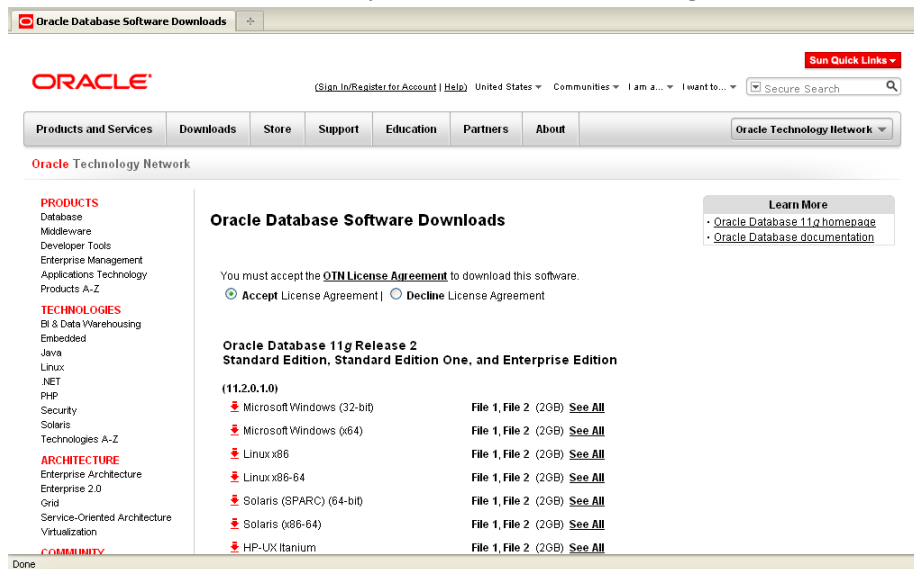 Oracle Database Software Downloads
Sun Quick Links
ORACLE
(Sign In/Register for Account | Help) United States Communities I am a... I want to... Secure Search
Products and Services Downloads Store Support Education Partners About Oracle Technology Network
Oracle Technology Network
PRODUCTS
Database
Middleware
Developer Tools
Enterprise Management
Applications Technology
Products A-Z
TECHNOLOGIES
BI & Data Warehousing
Embedded
Java
Linux
.NET
PHP
Security
Solaris
Technologies A-Z
ARCHITECTURE
Enterprise Architecture
Enterprise 2.0
Grid
Service-Oriented Architecture
Virtualization
COMMUNITY
Oracle Database Software Downloads
You must accept the OTN License Agreement to download this software.
Accept License Agreement | Decline License Agreement
Oracle Database 11g Release 2
Standard Edition, Standard Edition One, and Enterprise Edition
(11.2.0.1.0)
Microsoft Windows (32-bit) File 1, File 2 (2GB) See All
Microsoft Windows (x64) File 1, File 2 (2GB) See All
Linux x86 File 1, File 2 (2GB) See All
Linux x86-64 File 1, File 2 (2GB) See All
Solaris (SPARC) (64-bit) File 1, File 2 (2GB) See All
Solaris (x86-64) File 1, File 2 (2GB) See All
HP-UX Itanium File 1, File 2 (2GB) See All
Learn More
· Oracle Database 11g homepage
· Oracle Database documentation
Done